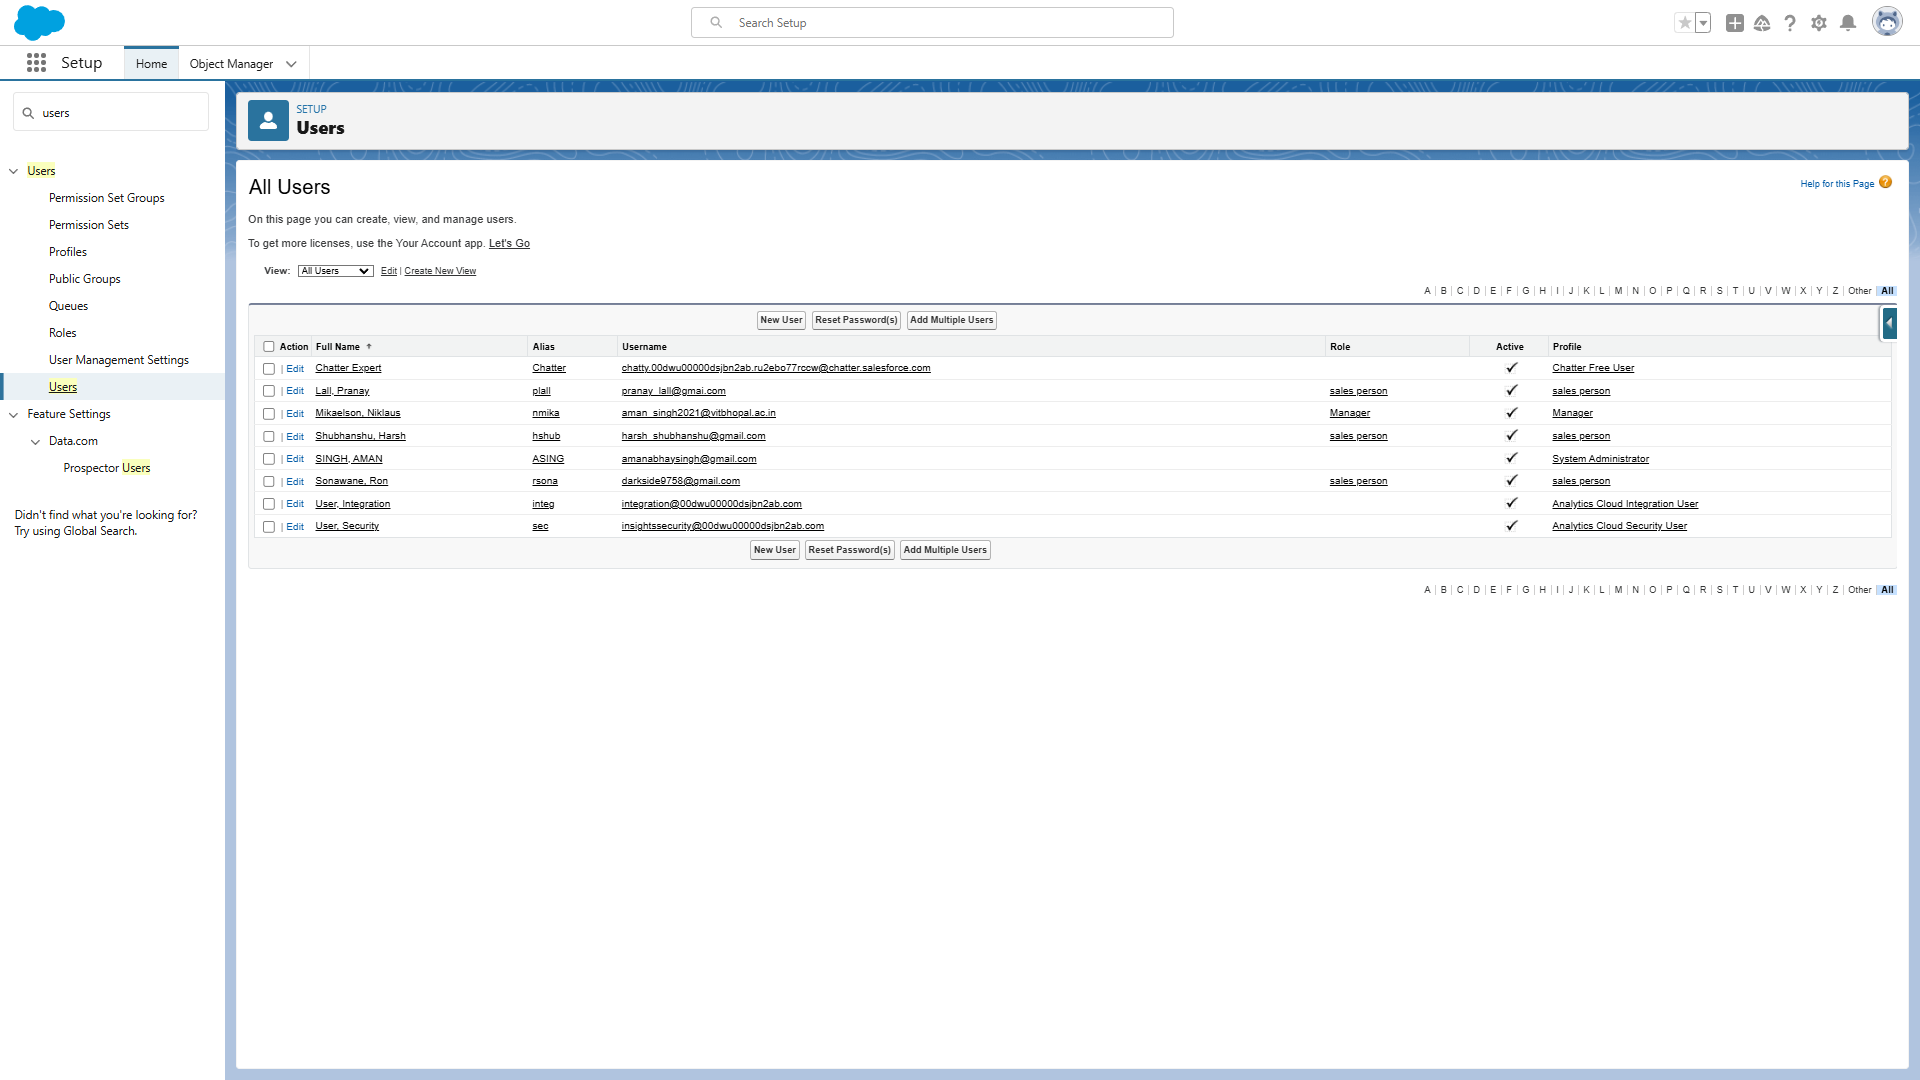 Search Setup
Setup
Home
Object Manager
users
Users
Permission Set Groups
Permission Sets
Profiles
Public Groups
Queues
Roles
User Management Settings
Users
Feature Settings
Data.com
Prospector Users
Didn't find what you're looking for?
Try using Global Search.
SETUP
Users
All Users
Help for this Page ?
On this page you can create, view, and manage users.
To get more licenses, use the Your Account app. Let's Go
View: All Users Edit | Create New View
A | B | C | D | E | F | G | H | I | J | K | L | M | N | O | P | Q | R | S | T | U | V | W | X | Y | Z | Other | All
New User Reset Password(s) Add Multiple Users
Action Full Name Alias Username Role Active Profile
| Edit Chatter Expert Chatter chatty.00dwu00000dsjbn2ab.ru2ebo77rccw@chatter.salesforce.com Chatter Free User
| Edit Lall, Pranay plall pranay_lall@gmai.com sales person sales person
| Edit Mikaelson, Niklaus nmika aman_singh2021@vitbhopal.ac.in Manager Manager
| Edit Shubhanshu, Harsh hshub harsh_shubhanshu@gmail.com sales person sales person
| Edit SINGH, AMAN ASING amanabhaysingh@gmail.com System Administrator
| Edit Sonawane, Ron rsona darkside9758@gmail.com sales person sales person
| Edit User, Integration integ integration@00dwu00000dsjbn2ab.com Analytics Cloud Integration User
| Edit User, Security sec insightssecurity@00dwu00000dsjbn2ab.com Analytics Cloud Security User
New User Reset Password(s) Add Multiple Users
A | B | C | D | E | F | G | H | I | J | K | L | M | N | O | P | Q | R | S | T | U | V | W | X | Y | Z | Other | All